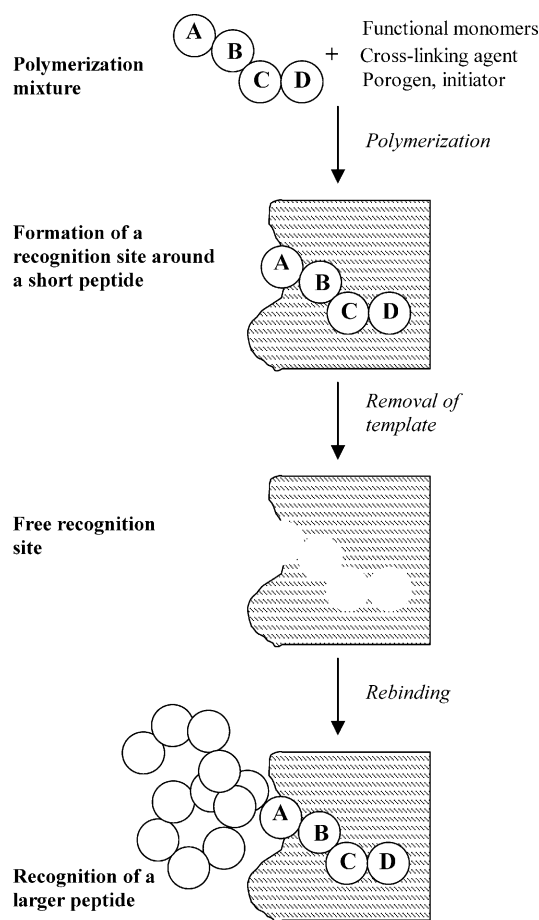 A
B
C
D
+
Functional monomers
Cross-linking agent
Porogen, initiator
Polymerization
mixture
Polymerization
Formation of a
recognition site around
a short peptide
A
B
C
D
Removal of
template
Free recognition
site
Rebinding
A
B
C
D
Recognition of a
larger peptide